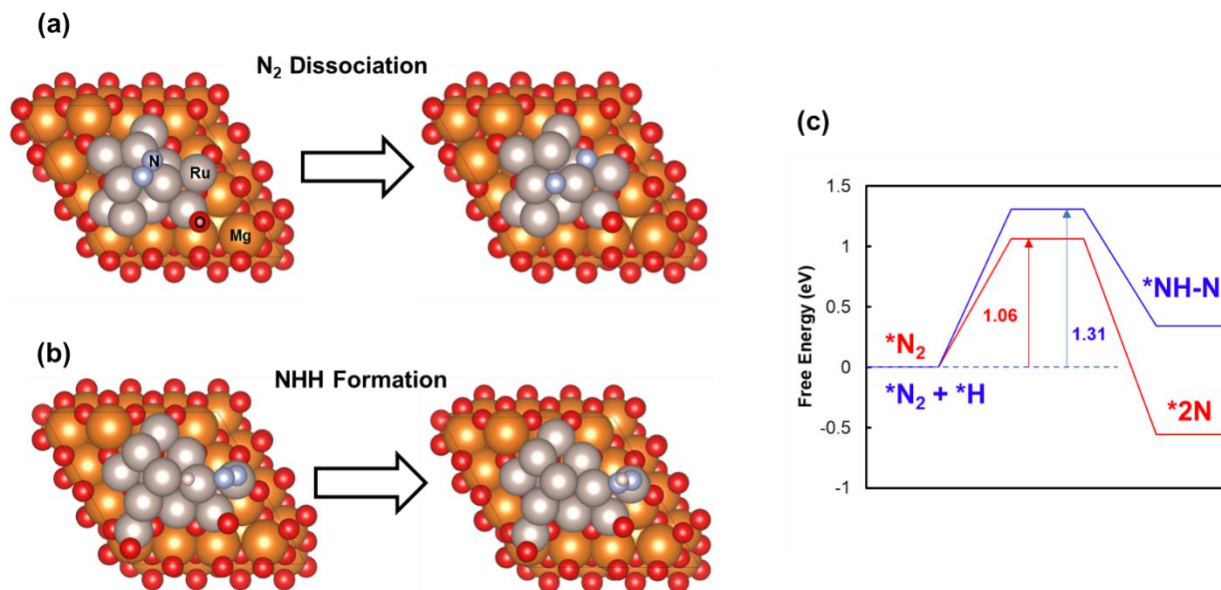 (a)
N₂ Dissociation
N
Ru
O
Mg
(b)
NHH Formation
(c)
Free Energy (eV)
1.5
1
0.5
0
-0.5
-1
*N₂
*N₂ + *H
1.06
1.31
*NH-N
*2N